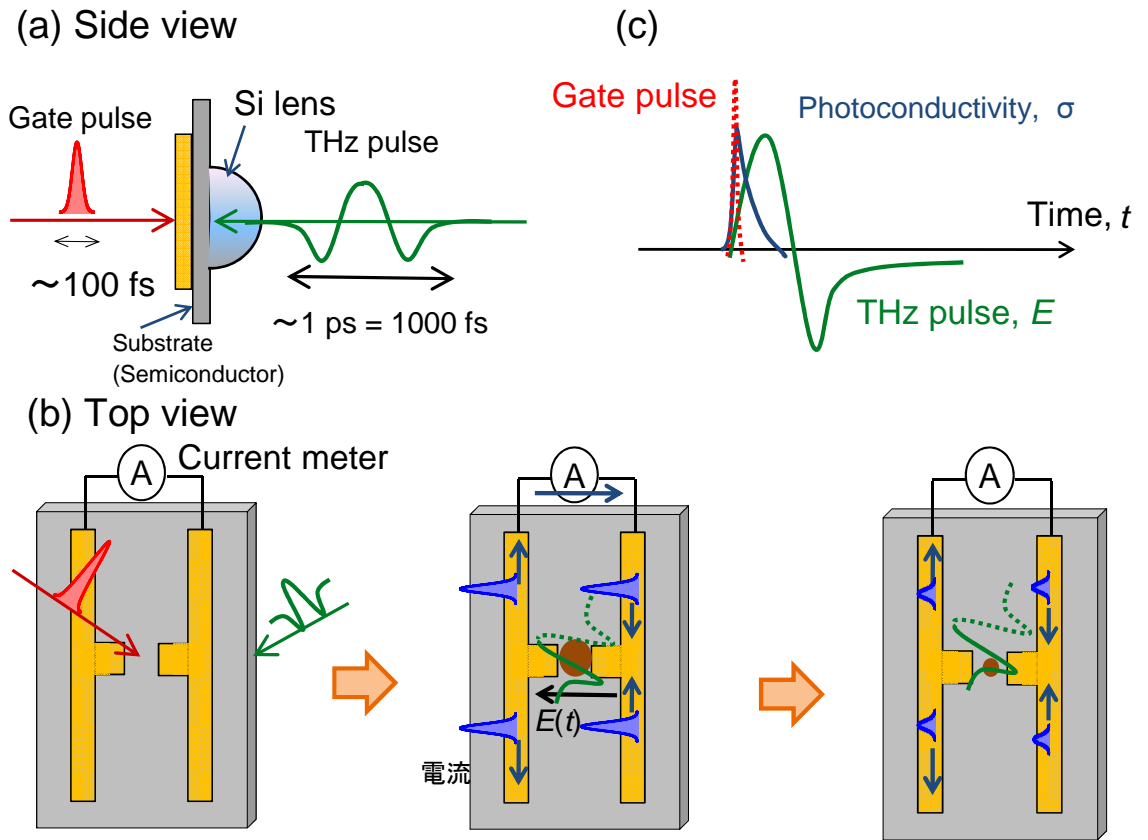 (a) Side view
Gate pulse
Si lens
THz pulse
～100 fs
～1 ps = 1000 fs
Substrate
(Semiconductor)
(c)
Gate pulse
Photoconductivity, σ
Time, t
THz pulse, E
(b) Top view
A
Current meter
A
E(t)
電流
A